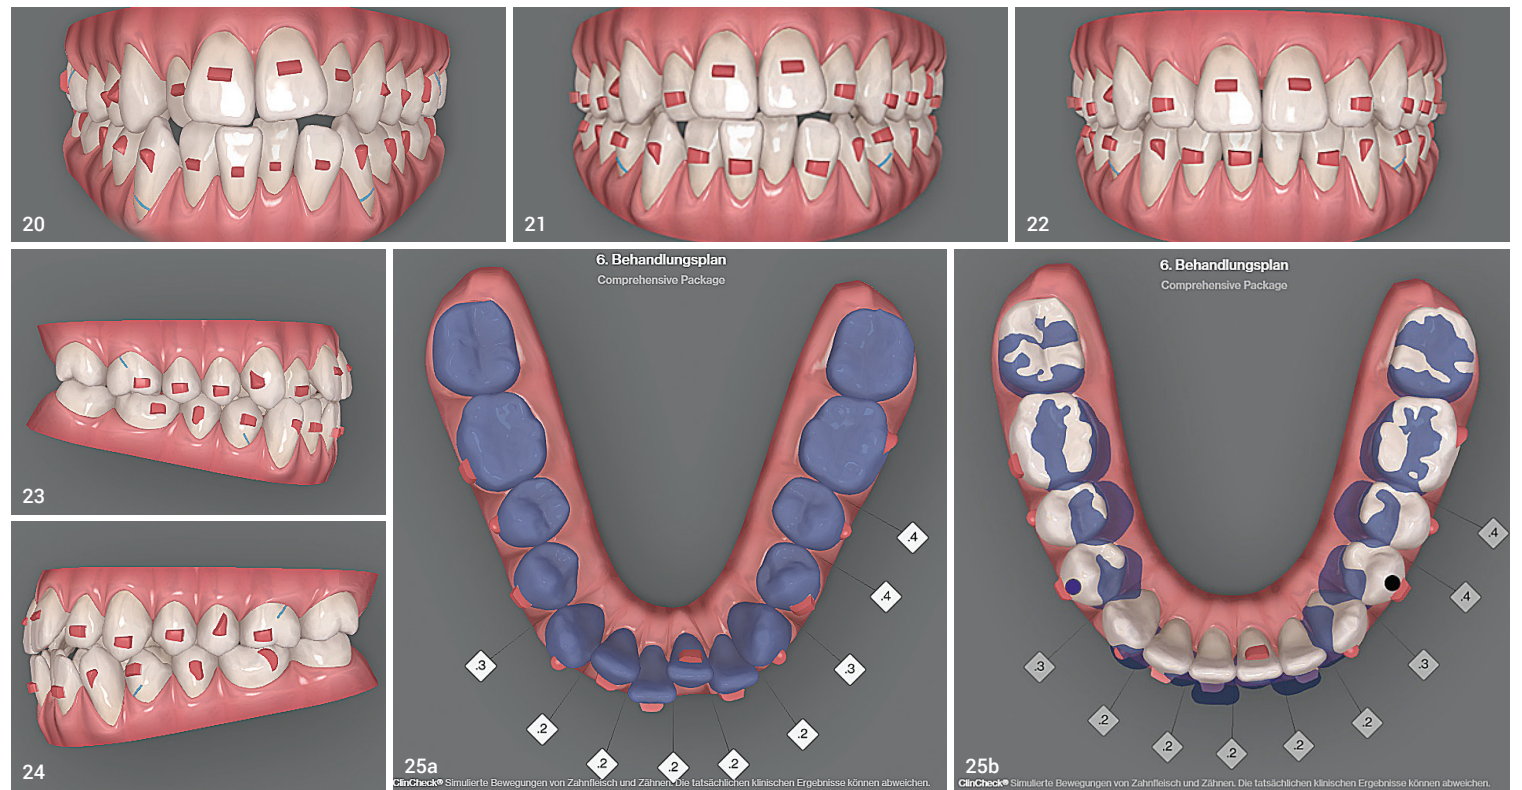 20
21
22
23
24
6. Behandlungsplan
Comprehensive Package
.4
.4
.3
.3
.2
.2
.2
.2
.2
25a
ClinCheck® Simulierte Bewegungen von Zahnfleisch und Zähnen. Die tatsächlichen klinischen Ergebnisse können abweichen.
6. Behandlungsplan
Comprehensive Package
.4
.4
.3
.3
.2
.2
.2
.2
.2
25b
ClinCheck® Simulierte Bewegungen von Zahnfleisch und Zähnen. Die tatsächlichen klinischen Ergebnisse können abweichen.